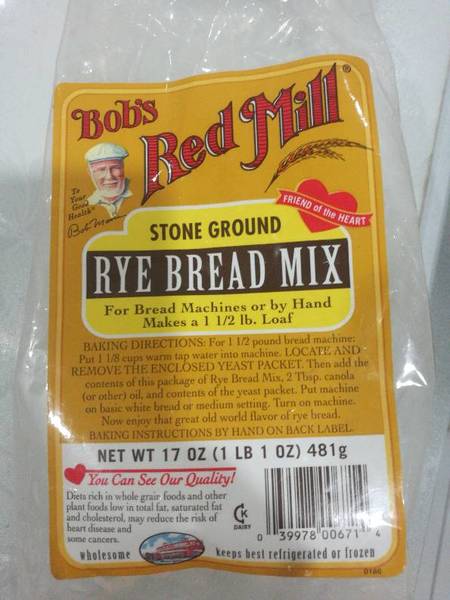 Bob's
Red Mill®
To
Your
Good
Health
Bob
FRIEND of the HEART
STONE GROUND
RYE BREAD MIX
For Bread Machines or by Hand
Makes a 1 1/2 lb. Loaf
BAKING DIRECTIONS: For 1 1/2 pound bread machine:
Put 1 1/8 cups warm tap water into machine. LOCATE AND
REMOVE THE ENCLOSED YEAST PACKET. Then add the
contents of this package of Rye Bread Mix, 2 Tbsp. canola
(or other) oil, and contents of the yeast packet. Put machine
on basic white bread or medium setting. Turn on machine.
Now enjoy that great old world flavor of rye bread.
BAKING INSTRUCTIONS BY HAND ON BACK LABEL.
NET WT 17 OZ (1 LB 1 OZ) 481g
You Can See Our Quality!
Diets rich in whole grain foods and other
plant foods low in total fat, saturated fat
and cholesterol, may reduce the risk of
heart disease and
some cancers.
K
DAIRY
0 39978 00671 4
wholesome
keeps best refrigerated or frozen